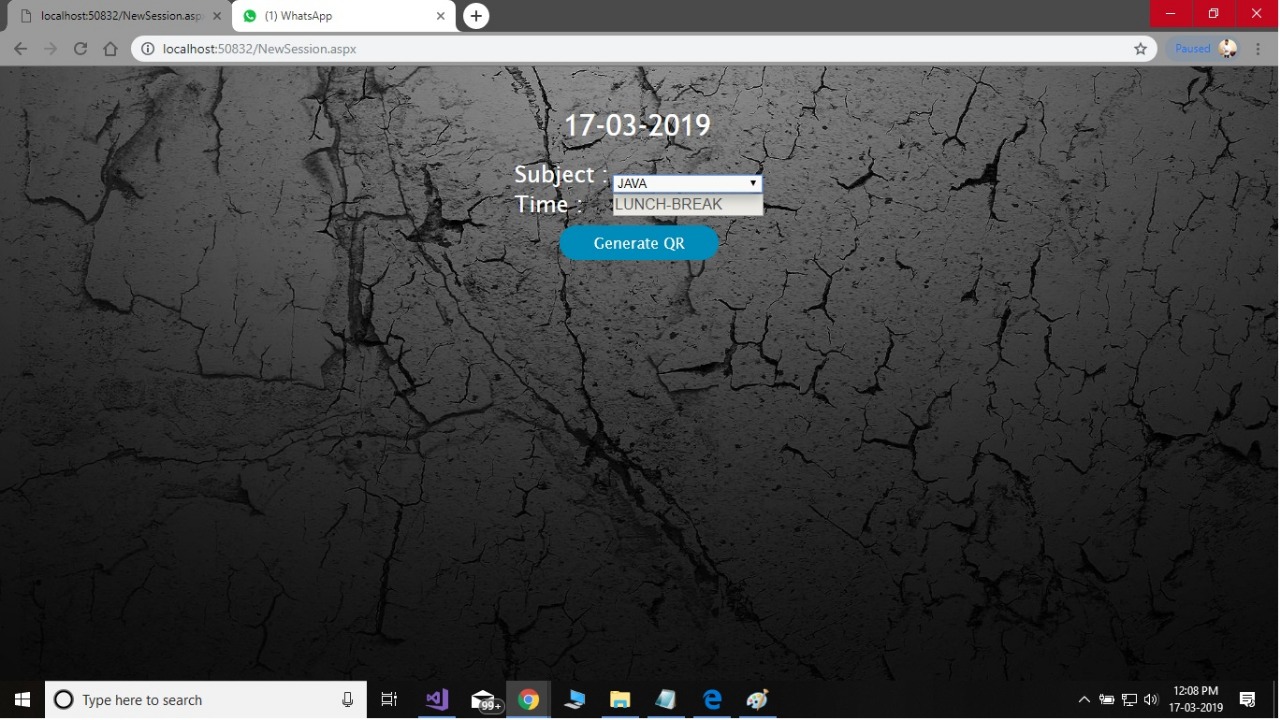 localhost:50832/NewSession.asp
(1) WhatsApp
localhost:50832/NewSession.aspx
Paused
17-03-2019
Subject : JAVA
Time : LUNCH-BREAK
Generate QR
Type here to search
99+
12:08 PM
17-03-2019